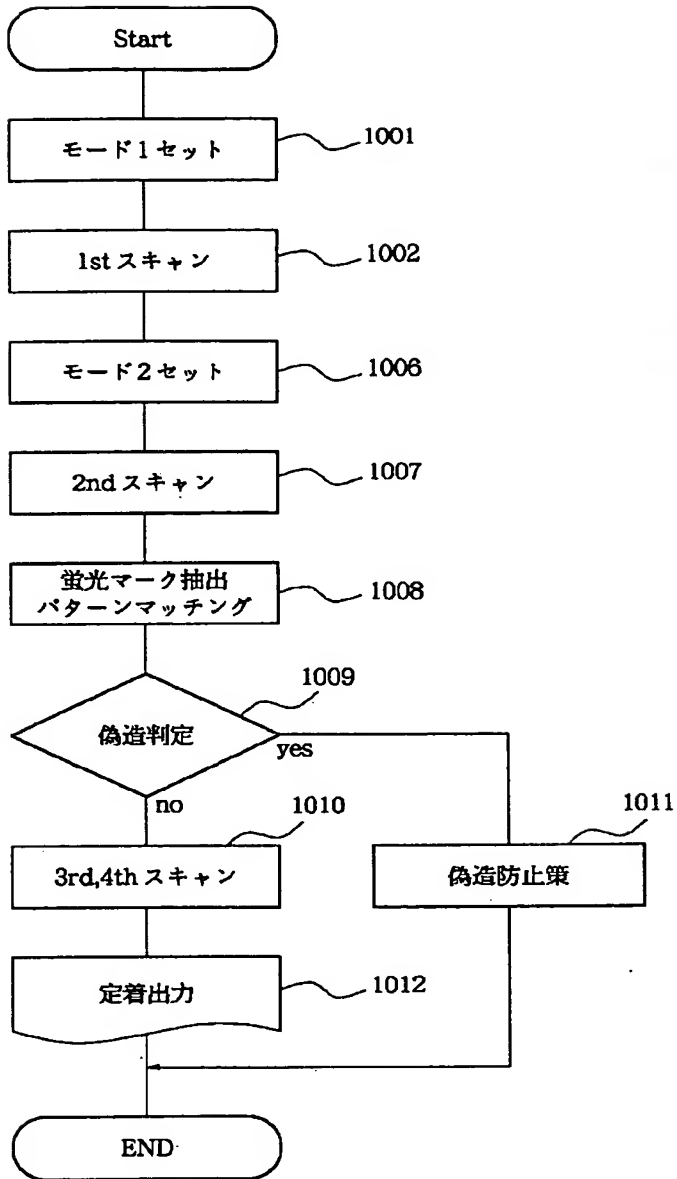 Start
モード1セット
1001
1stスキャン
1002
モード2セット
1006
2ndスキャン
1007
蛍光マーク抽出
パターンマッチング
1008
1009
偽造判定
yes
no
1010
1011
3rd,4thスキャン
偽造防止策
定着出力
1012
END